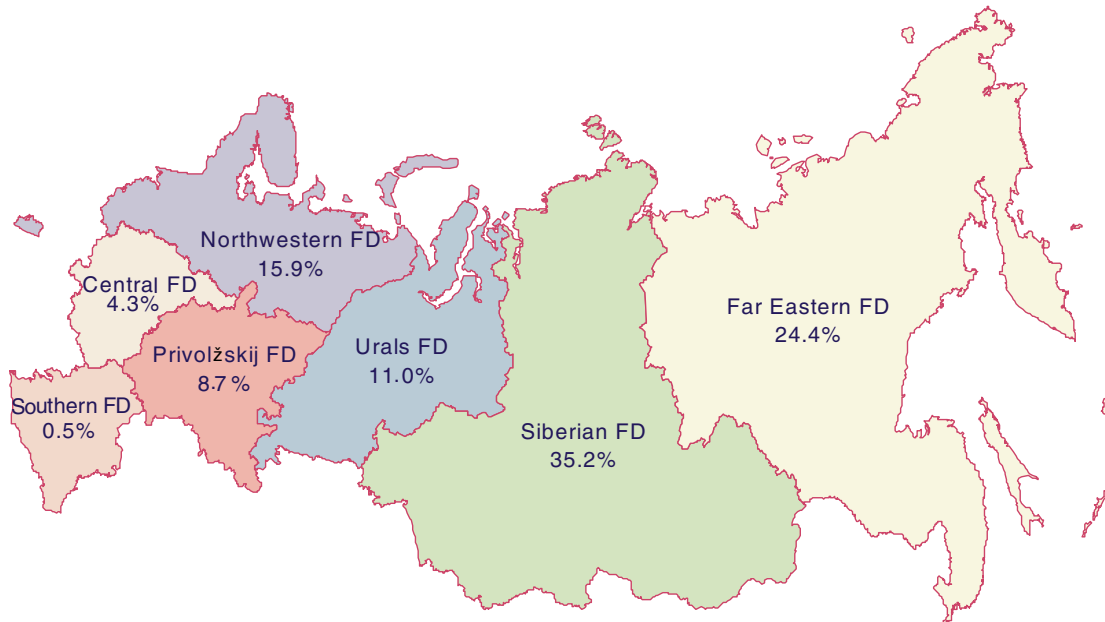 Northwestern FD
15.9%
Central FD
4.3%
Privolžskij FD
8.7 %
Urals FD
11.0%
Southern FD
0.5%
Siberian FD
35.2%
Far Eastern FD
24.4%